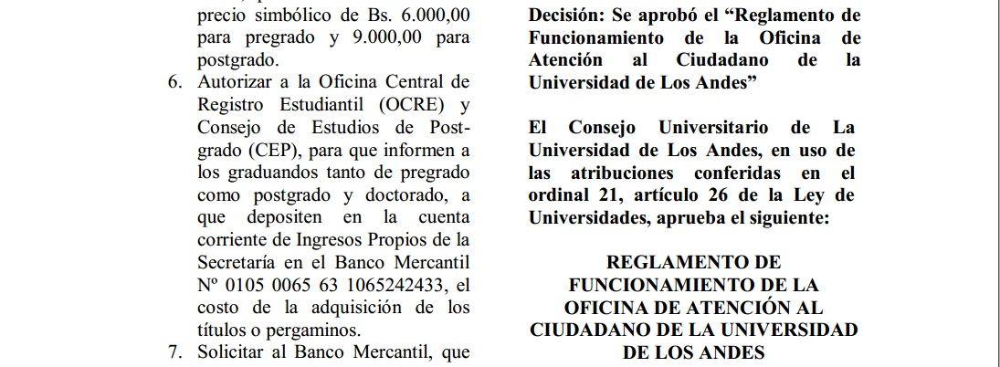 precio simbólico de Bs. 6.000,00
para pregrado y 9.000,00 para
postgrado.
6. Autorizar a la Oficina Central de
Registro Estudiantil (OCRE) y
Consejo de Estudios de Post-
grado (CEP), para que informen a
los graduandos tanto de pregrado
como postgrado y doctorado, a
que depositen en la cuenta
corriente de Ingresos Propios de la
Secretaría en el Banco Mercantil
Nº 0105 0065 63 1065242433, el
costo de la adquisición de los
títulos o pergaminos.
7. Solicitar al Banco Mercantil, que
Decisión: Se aprobó el “Reglamento de
Funcionamiento de la Oficina de
Atención al Ciudadano de la
Universidad de Los Andes”
El Consejo Universitario de La
Universidad de Los Andes, en uso de
las atribuciones conferidas en el
ordinal 21, artículo 26 de la Ley de
Universidades, aprueba el siguiente:
REGLAMENTO DE
FUNCIONAMIENTO DE LA
OFICINA DE ATENCIÓN AL
CIUDADANO DE LA UNIVERSIDAD
DE LOS ANDES